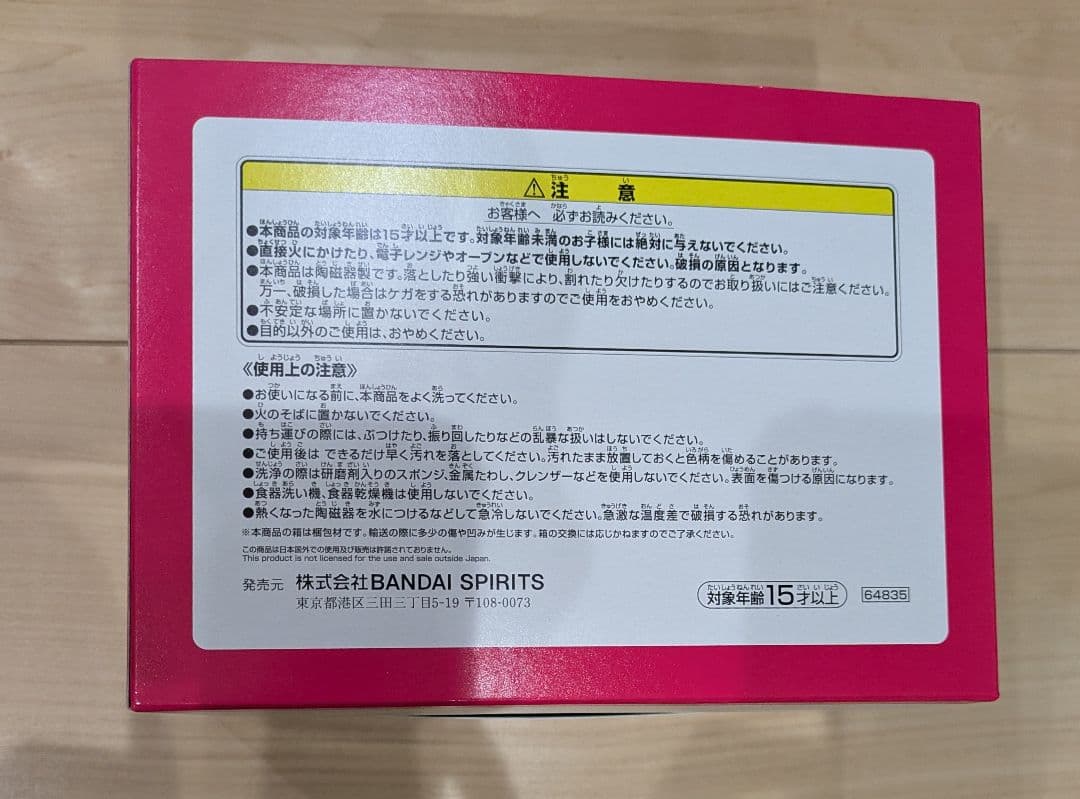 ⚠注意
お客様へ 必ずお読みください。
●本商品の対象年齢は15才以上です。対象年齢未満のお子様には絶対に与えないでください。
●直接火にかけたり、電子レンジやオーブンなどで使用しないでください。破損の原因となります。
●本商品は陶磁器製です。落としたり強い衝撃により、割れたり欠けたりするのでお取り扱いにはご注意ください。
万一、破損した場合はケガをする恐れがありますのでご使用をおやめください。
●不安定な場所に置かないでください。
●目的以外のご使用は、おやめください。
《使用上の注意》
●お使いになる前に、本商品をよく洗ってください。
●火のそばに置かないでください。
●持ち運びの際には、ぶつけたり、振り回したりなどの乱暴な扱いはしないでください。
●ご使用後は できるだけ早く汚れを落としてください。汚れたまま放置しておくと色柄を傷めることがあります。
●洗浄の際は研磨剤入りのスポンジ、金属たわし、クレンザーなどを使用しないでください。表面を傷つける原因になります。
●食器洗い機、食器乾燥機は使用しないでください。
●熱くなった陶磁器を水につけるなどして急冷しないでください。急激な温度差で破損する恐れがあります。
※本商品の箱は梱包材です。輸送の際に多少の傷や凹みが生じます。箱の交換には応じかねますのでご了承ください。
この商品は日本国外での使用及び販売は許諾されておりません。
This product is not licensed for the use and sale outside Japan.
発売元 株式会社BANDAI SPIRITS
東京都港区三田三丁目5-19 〒108-0073
対象年齢15才以上 64835